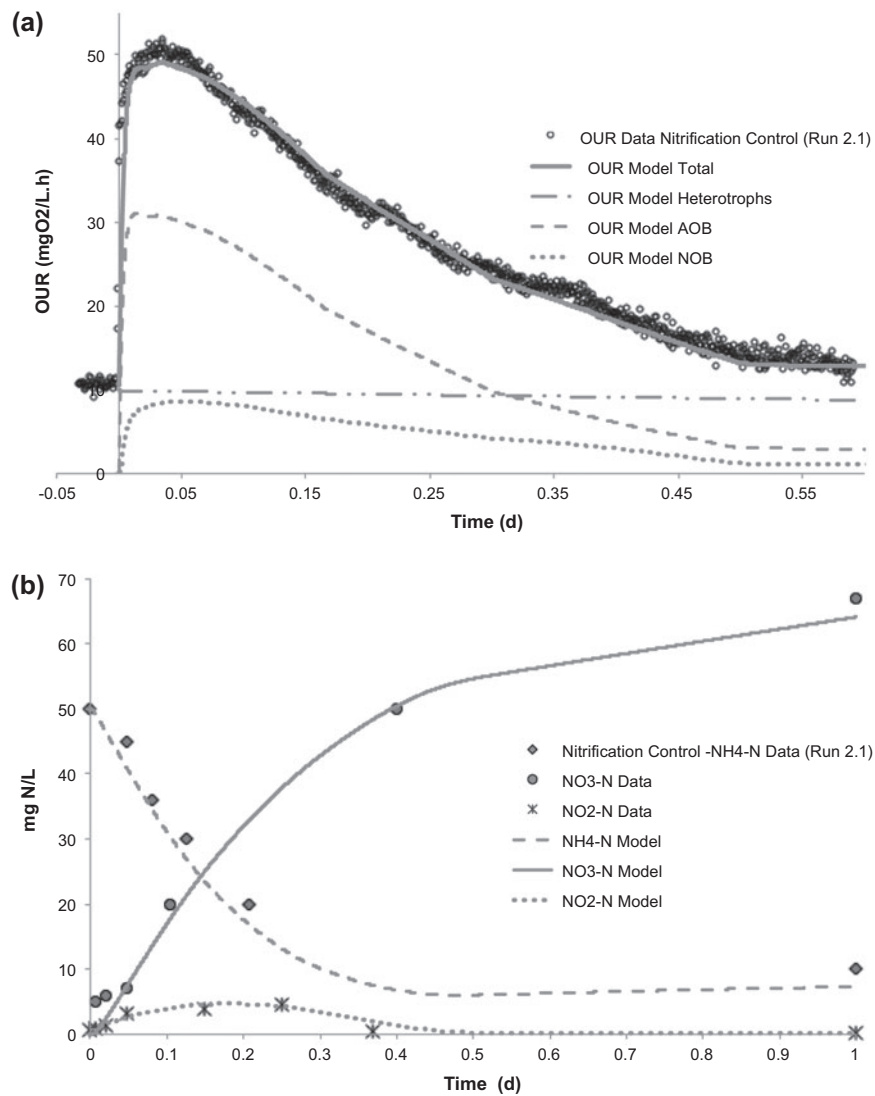 (a)
50
40
30
20
10
0
OUR (mgO2/L.h)
OUR Data Nitrification Control (Run 2.1)
OUR Model Total
OUR Model Heterotrophs
OUR Model AOB
OUR Model NOB
-0.05 0.05 0.15 0.25 0.35 0.45 0.55
Time (d)
(b)
70
60
50
40
30
20
10
0
mg N/L
Nitrification Control -NH4-N Data (Run 2.1)
NO3-N Data
NO2-N Data
NH4-N Model
NO3-N Model
NO2-N Model
0 0.1 0.2 0.3 0.4 0.5 0.6 0.7 0.8 0.9 1
Time (d)